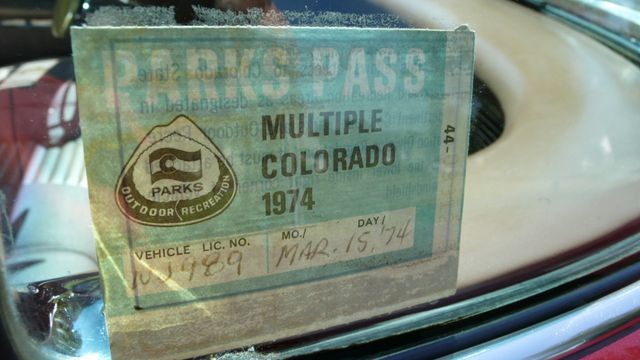 PARKS PASS
MULTIPLE
COLORADO
1974
PARKS
OUTDOOR RECREATION
VEHICLE LIC. NO.
MO./ DAY/
MAR. 15, 74
44-